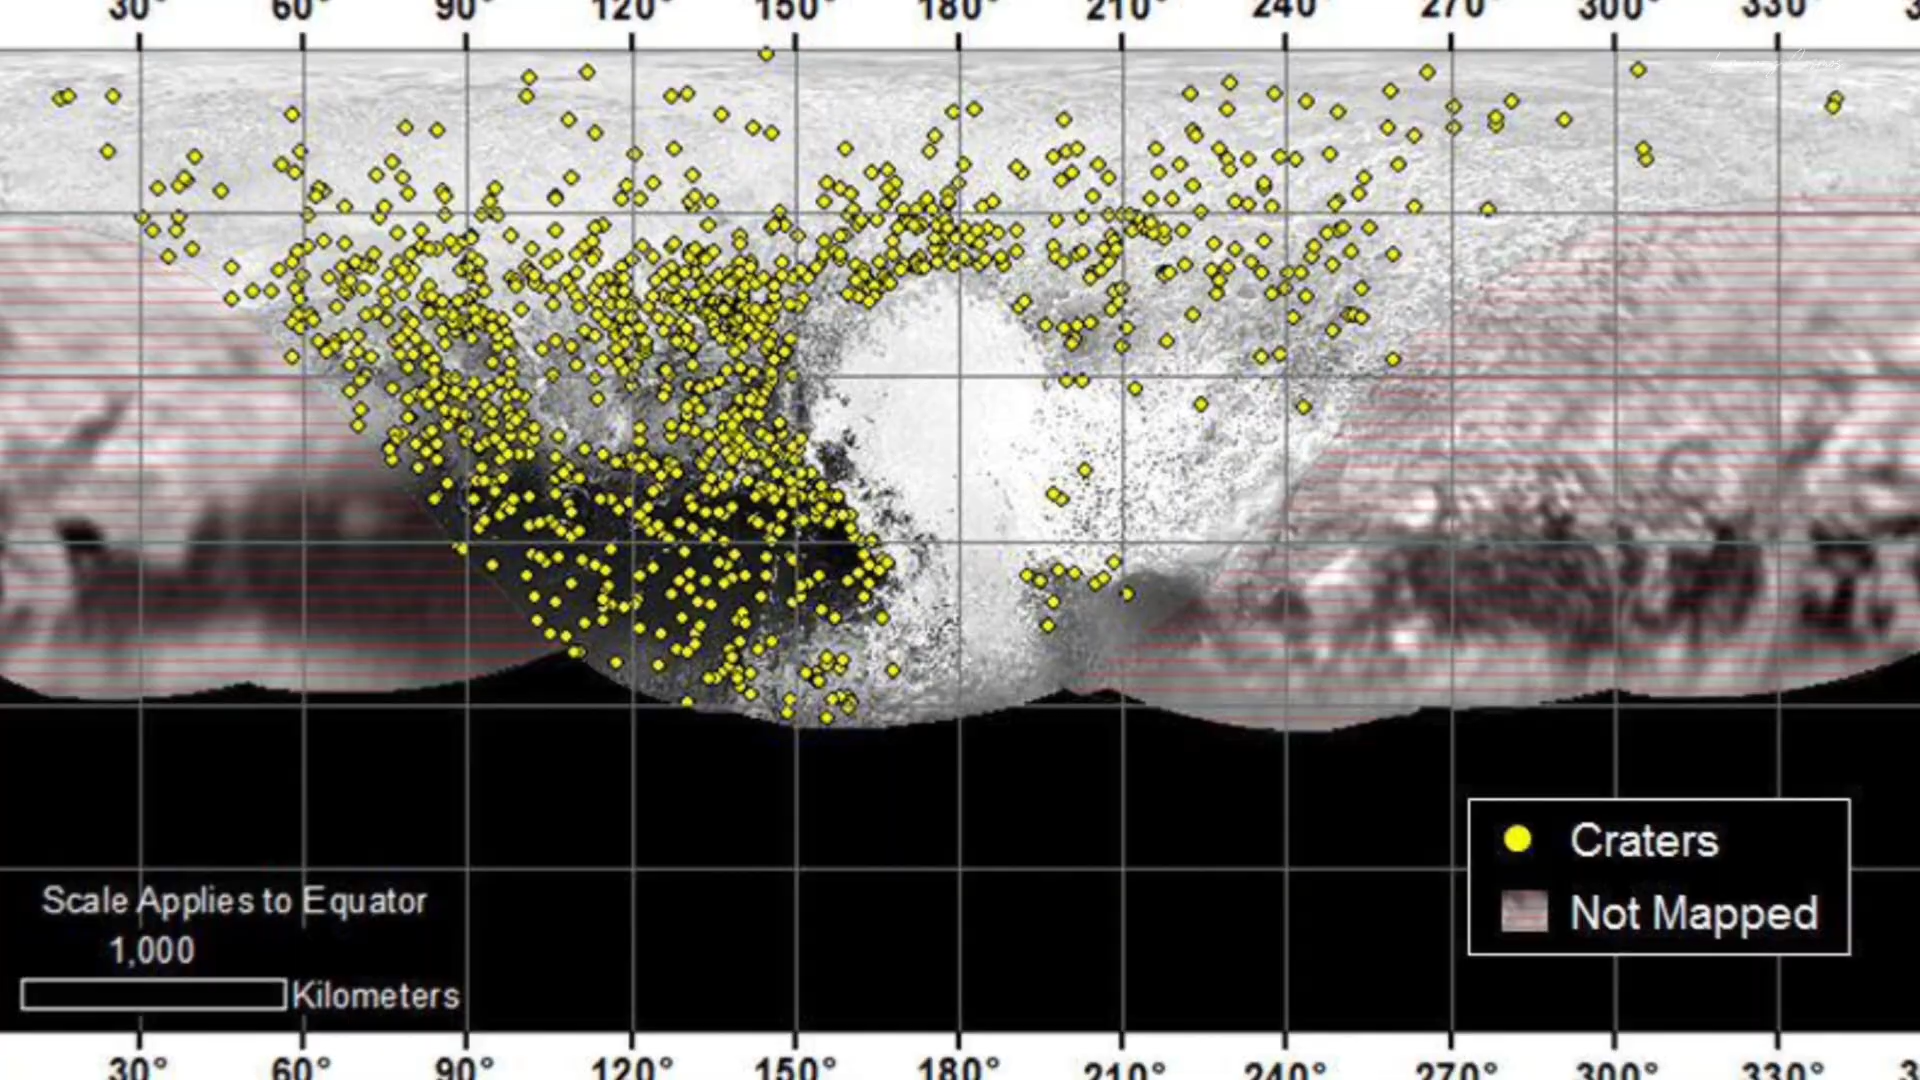 30° 60° 90° 120° 150° 180° 210° 240° 270° 300° 330°
Craters
Not Mapped
Scale Applies to Equator
1,000
Kilometers
30° 60° 90° 120° 150° 180° 210° 240° 270° 300° 330°